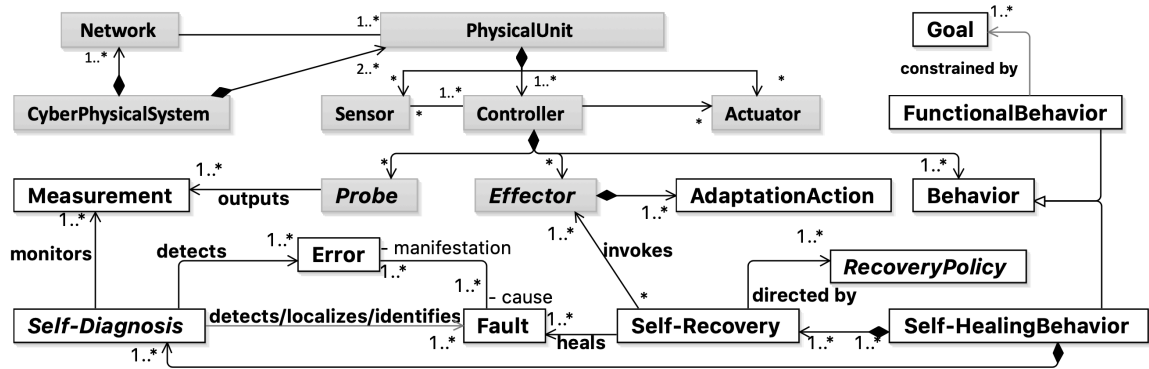 Network
1..*
PhysicalUnit
Goal
1..*
1..*
2..*
constrained by
*
1..*
*
CyberPhysicalSystem
Sensor
1..*
*
Controller
*
Actuator
FunctionalBehavior
1..*
*
*
1..*
Measurement
outputs
Probe
Effector
1..*
AdaptationAction
Behavior
1..*
monitors
detects
1..*
Error
- manifestation
1..*
1..*
invokes
1..*
RecoveryPolicy
1..*
- cause
*
directed by
Self-Diagnosis
detects/localizes/identifies
1..*
Fault
1..*
heals
Self-Recovery
1..*
1..*
Self-HealingBehavior
1..*